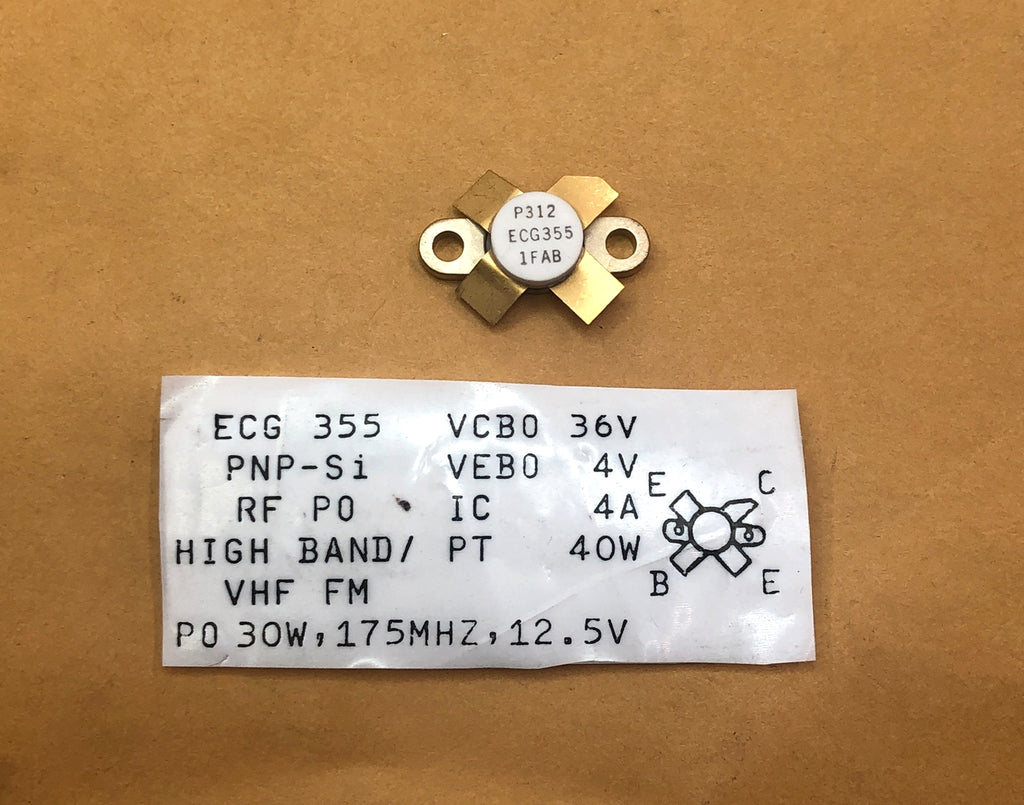 P312
ECG355
1FAB
ECG 355 VCBO 36V
PNP-Si VEBO 4V
RF PO IC 4A
HIGH BAND/ PT 40W
VHF FM
PO 30W, 175MHZ, 12.5V
E C
B E